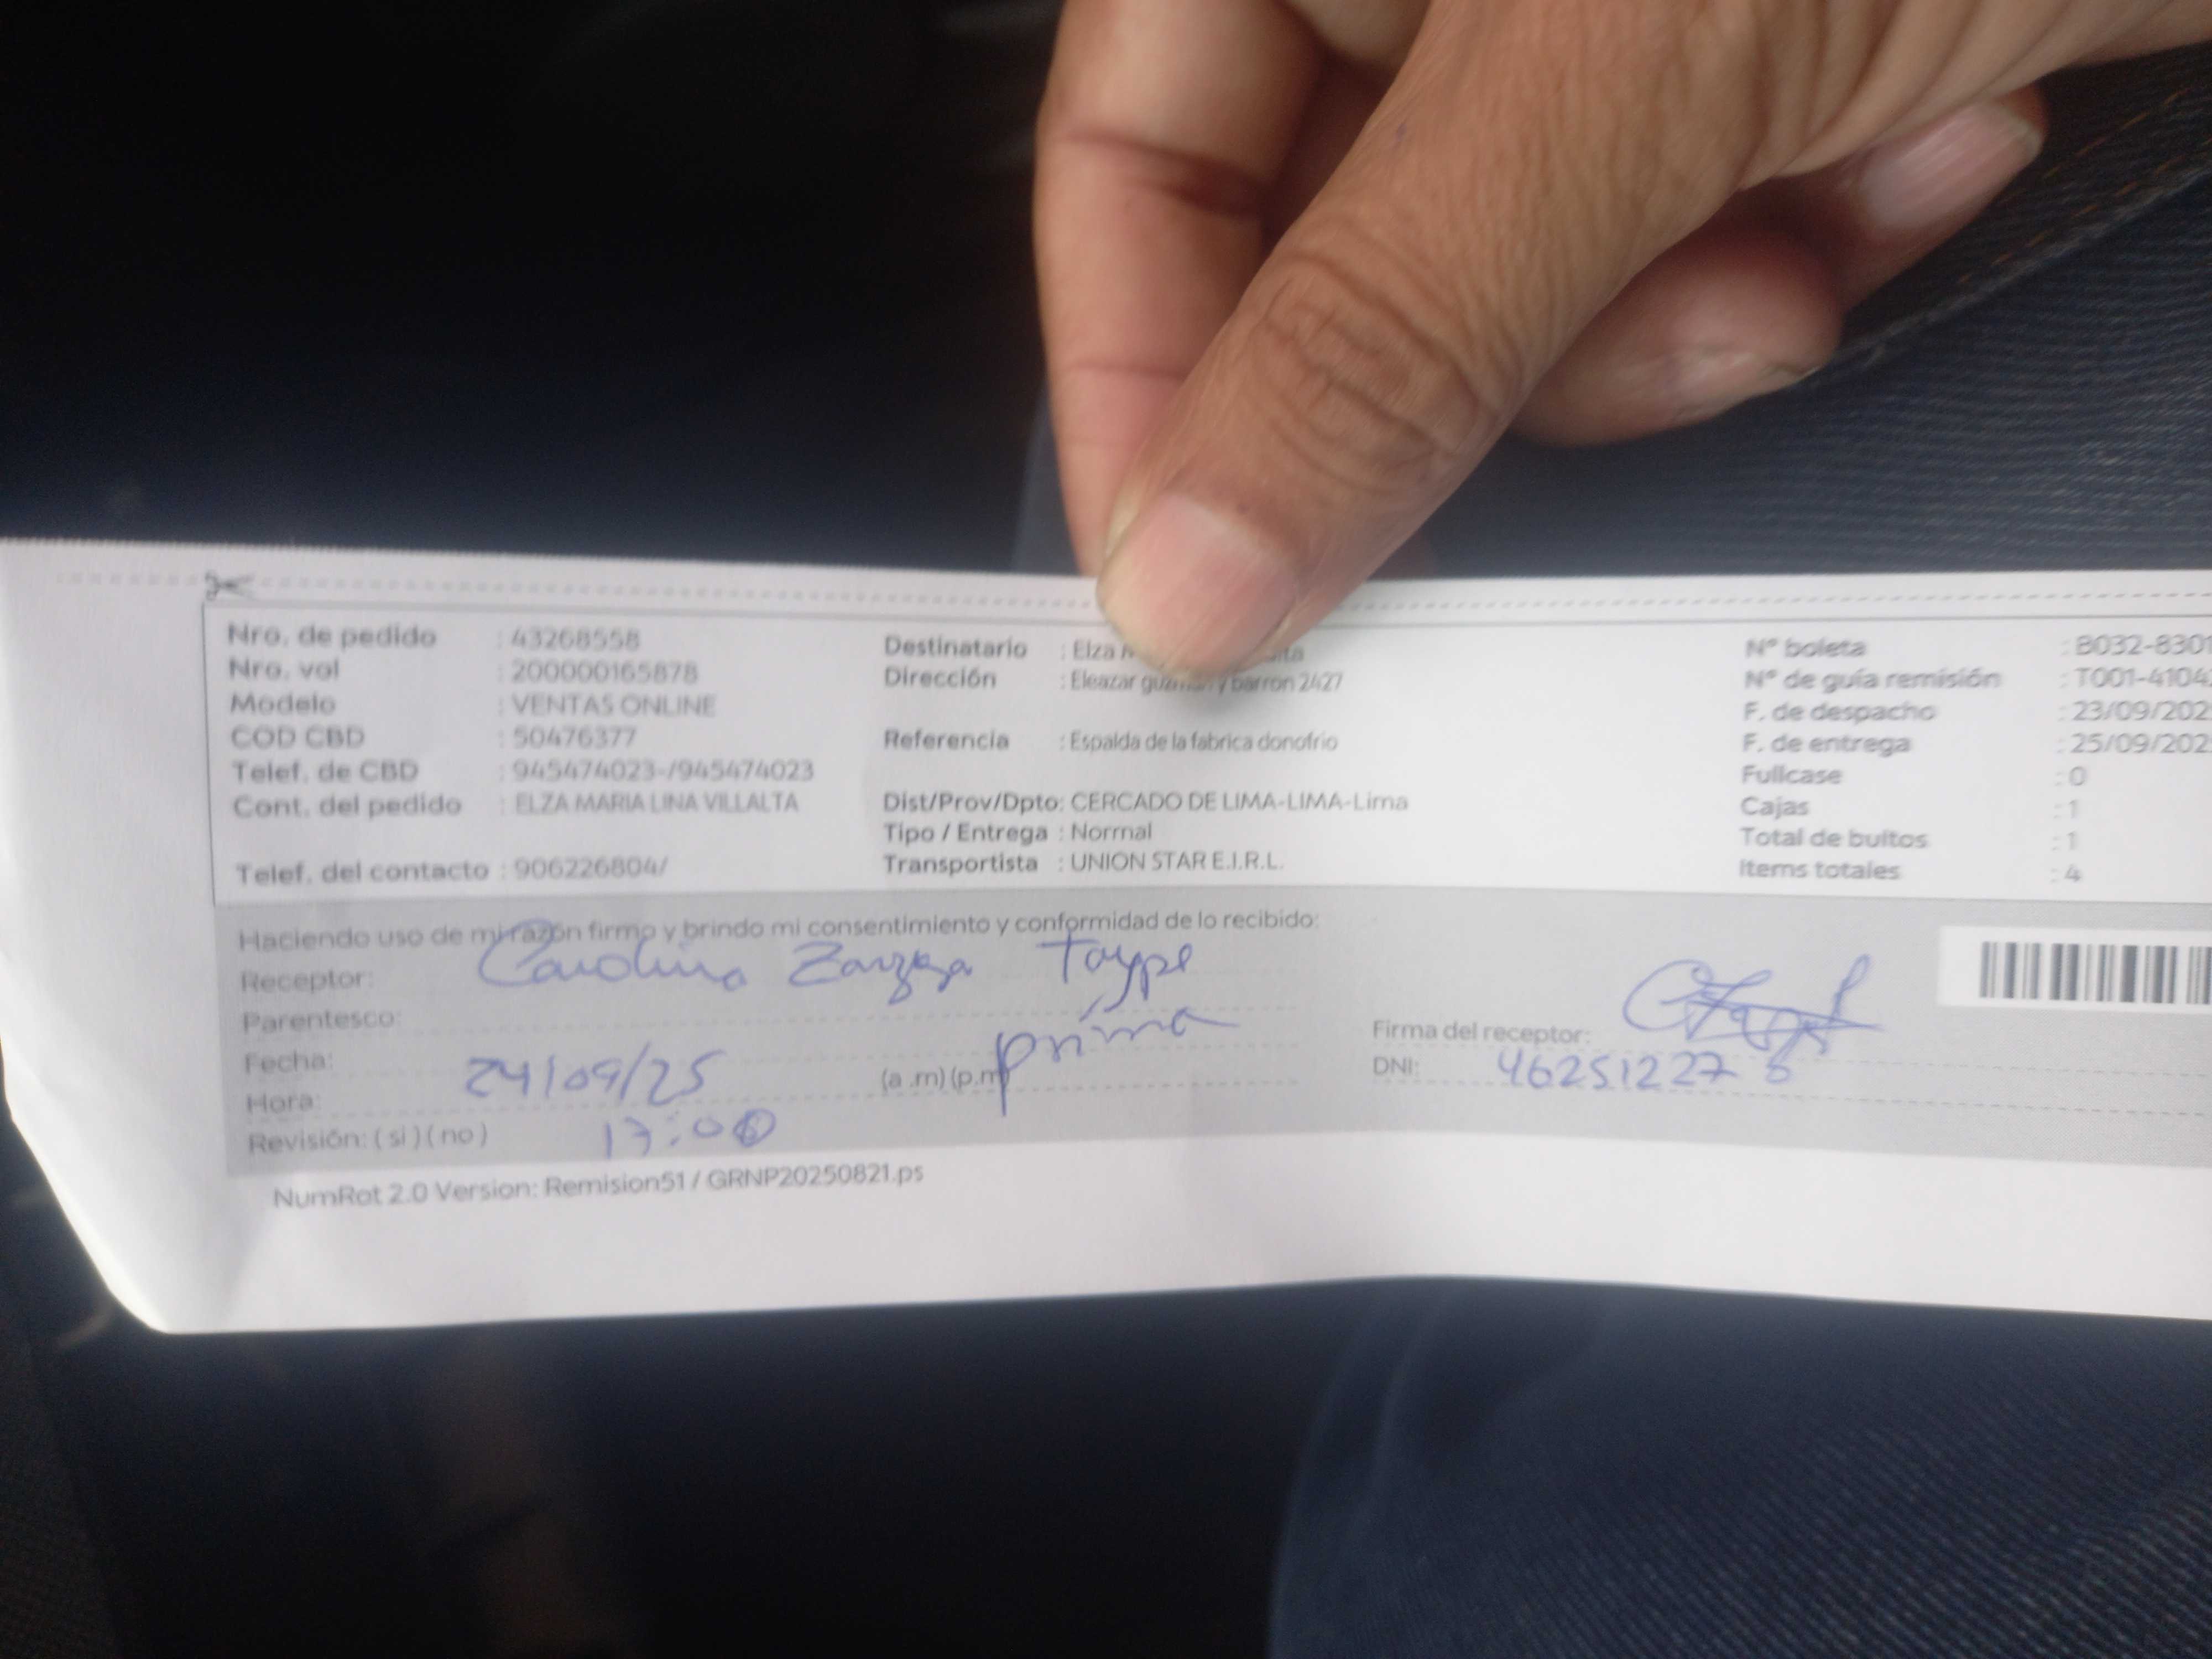 Nro. de pedido : 43268558
Nro. vol : 200000165878
Modelo : VENTAS ONLINE
COD CBD : 50476377
Telef. de CBD : 945474023-/945474023
Cont. del pedido : ELZA MARIA LINA VILLALTA
Telef. del contacto : 906226804/
Destinatario : Elza
Dirección : Eleazar guzman y barron 2427
Referencia : Espalda de la fabrica donofrio
Dist/Prov/Dpto: CERCADO DE LIMA-LIMA-Lima
Tipo / Entrega : Normal
Transportista : UNION STAR E.I.R.L.
N° boleta : B032-8301
N° de guía remisión : T001-4104
F. de despacho : 23/09/202
F. de entrega : 25/09/202
Fullcase : 0
Cajas : 1
Total de bultos : 1
Items totales : 4
Haciendo uso de mi razón firmo y brindo mi consentimiento y conformidad de lo recibido:
Receptor: Carolina Zarzga Taype
Parentesco: prima
Fecha: 24/09/25
Hora: 17:00 (a.m) (p.m)
Revisión: ( si ) ( no )
Firma del receptor:
DNI: 46251227
NumRot 2.0 Version: Remision51 / GRNP20250821.ps